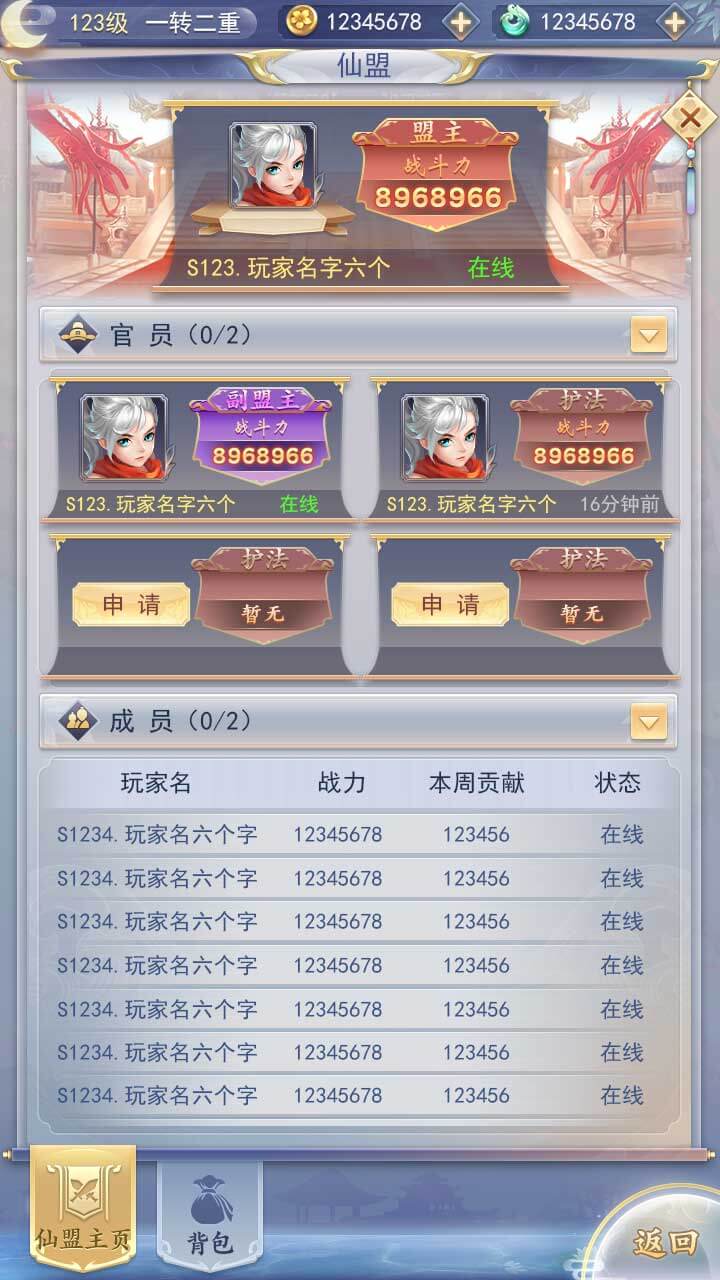 123级 一转二重 12345678 12345678
仙盟
盟主
战斗力
8968966
S123.玩家名字六个 在线
官 员 (0/2)
副盟主
战斗力
8968966
S123.玩家名字六个 在线
护法
战斗力
8968966
S123.玩家名字六个 16分钟前
护法
申 请 暂无
护法
申 请 暂无
成 员 (0/2)
玩家名 战力 本周贡献 状态
S1234.玩家名六个字 12345678 123456 在线
S1234.玩家名六个字 12345678 123456 在线
S1234.玩家名六个字 12345678 123456 在线
S1234.玩家名六个字 12345678 123456 在线
S1234.玩家名六个字 12345678 123456 在线
S1234.玩家名六个字 12345678 123456 在线
S1234.玩家名六个字 12345678 123456 在线
仙盟主页 背包 返回